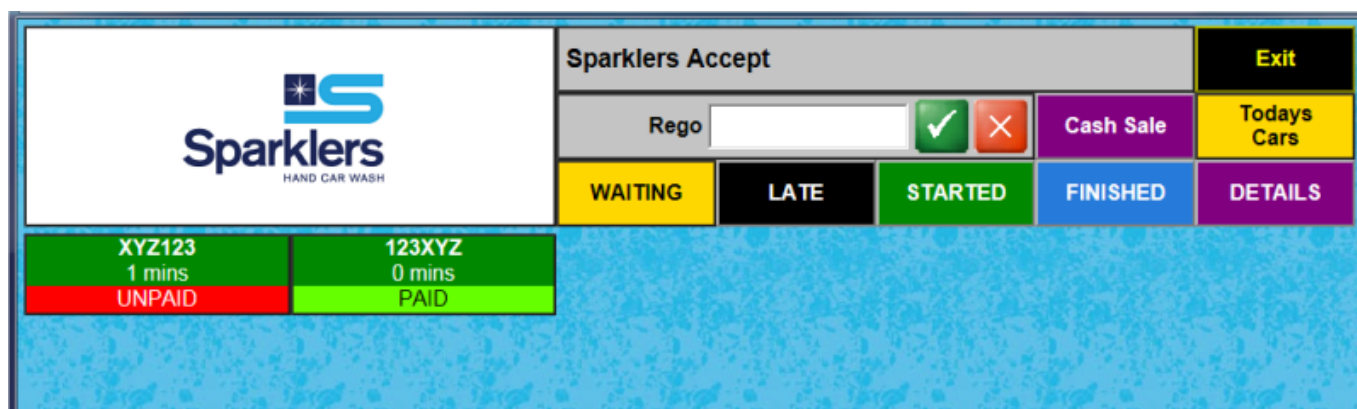 Sparklers
HAND CAR WASH
Sparklers Accept
Exit
Rego
Cash Sale
Todays
Cars
WAITING
LATE
STARTED
FINISHED
DETAILS
XYZ123
1 mins
UNPAID
123XYZ
0 mins
PAID